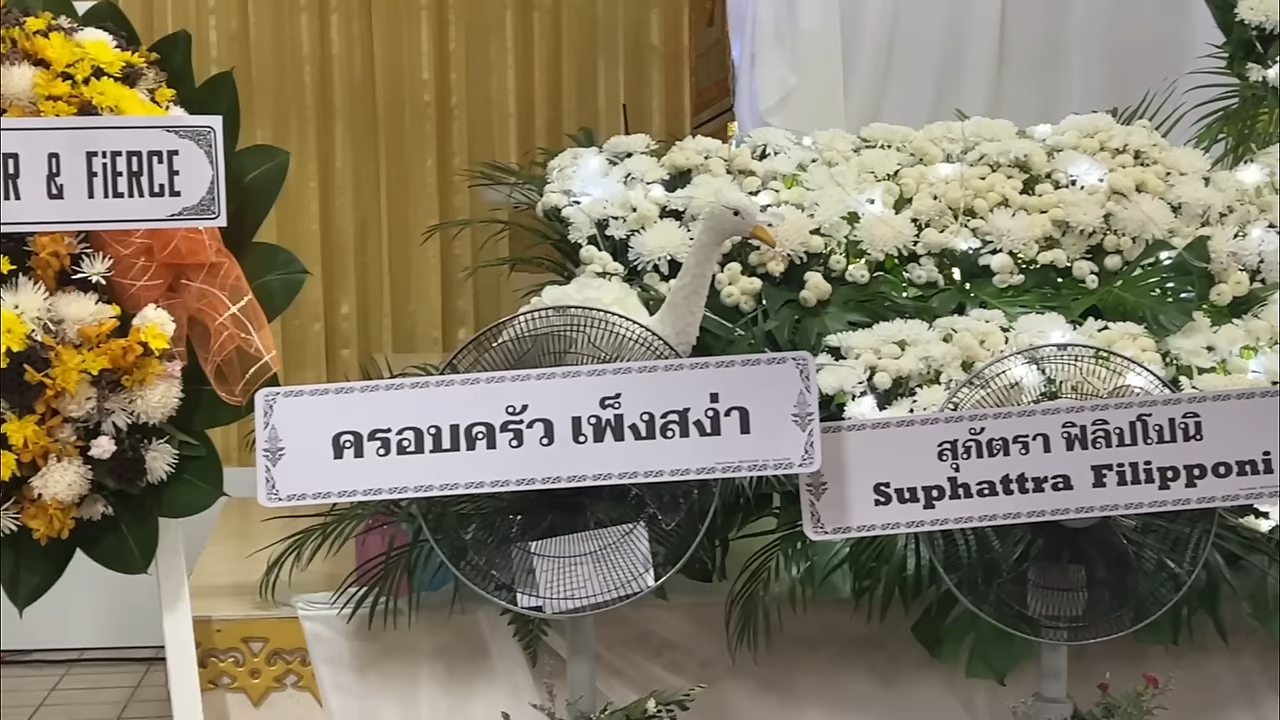 R & FiERCE
ครอบครัว เพ็งสง่า
สุภัตรา ฟิลิปโปนิ
Suphattra Filipponi